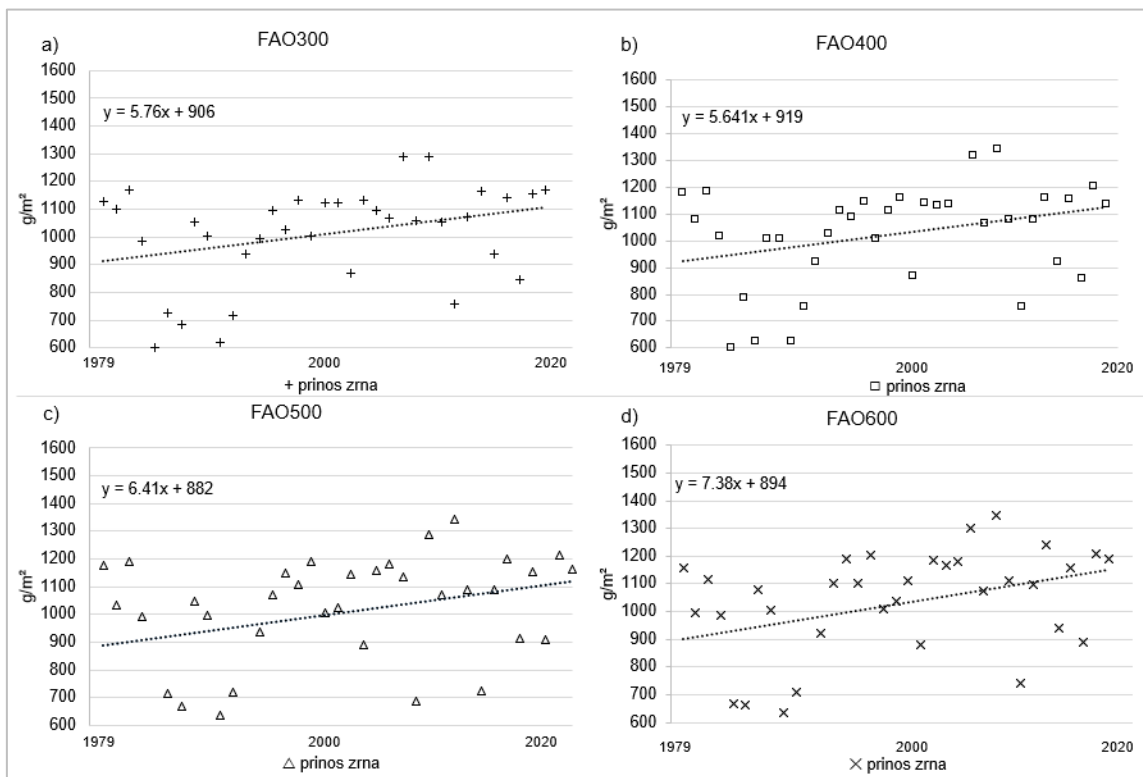 a)
FAO300
1600
1500
1400
1300
1200
1100
1000
900
800
700
600
g/m²
y = 5.76x + 906
1979
2000
2020
+ prinos zrna
b)
FAO400
1600
1500
1400
1300
1200
1100
1000
900
800
700
600
g/m²
y = 5.641x + 919
1979
2000
2020
□ prinos zrna
c)
FAO500
1600
1500
1400
1300
1200
1100
1000
900
800
700
600
g/m²
y = 6.41x + 882
1979
2000
2020
△ prinos zrna
d)
FAO600
1600
1500
1400
1300
1200
1100
1000
900
800
700
600
g/m²
y = 7.38x + 894
1979
2000
2020
× prinos zrna